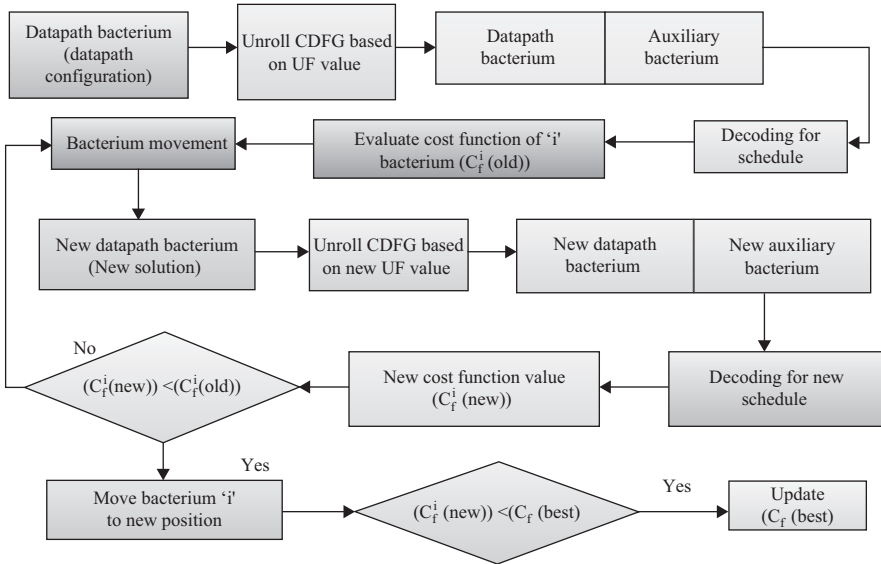 Datapath bacterium
(datapath
configuration)
Unroll CDFG based
on UF value
Datapath
bacterium
Auxiliary
bacterium
Decoding for
schedule
Evaluate cost function of ‘i'
bacterium (C_f^i (old))
Bacterium movement
New datapath bacterium
(New solution)
Unroll CDFG based
on new UF value
New datapath
bacterium
New auxiliary
bacterium
Decoding for new
schedule
New cost function value
(C_f^i (new))
(C_f^i(new)) <(C_f^i(old))
No
Yes
Move bacterium ‘i'
to new position
(C_f^i (new)) <(C_f (best)
Yes
Update
(C_f (best)